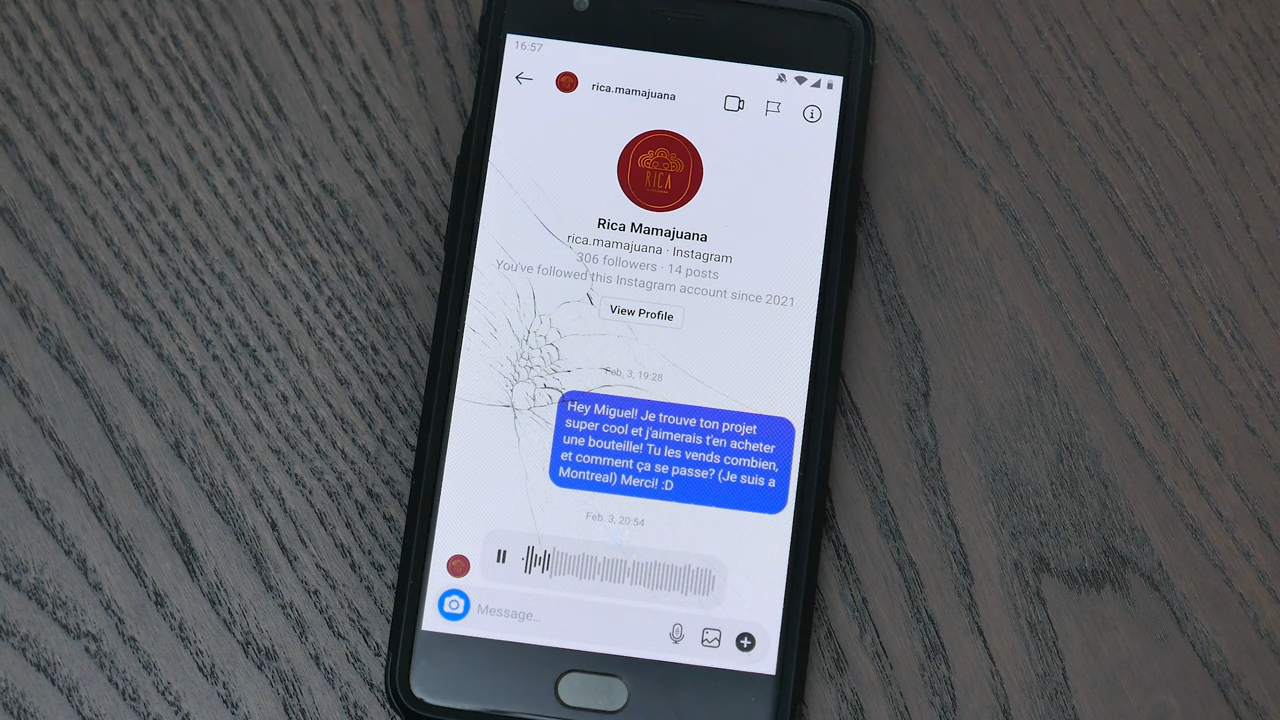 16:57
rica.mamajuana
RICA
Rica Mamajuana
rica.mamajuana · Instagram
306 followers · 14 posts
You've followed this Instagram account since 2021
View Profile
Feb. 3, 19:28
Hey Miguel! Je trouve ton projet
super cool et j'aimerais t'en acheter
une bouteille! Tu les vends combien,
et comment ça se passe? (Je suis a
Montreal) Merci! :D
Feb. 3, 20:54
Message...